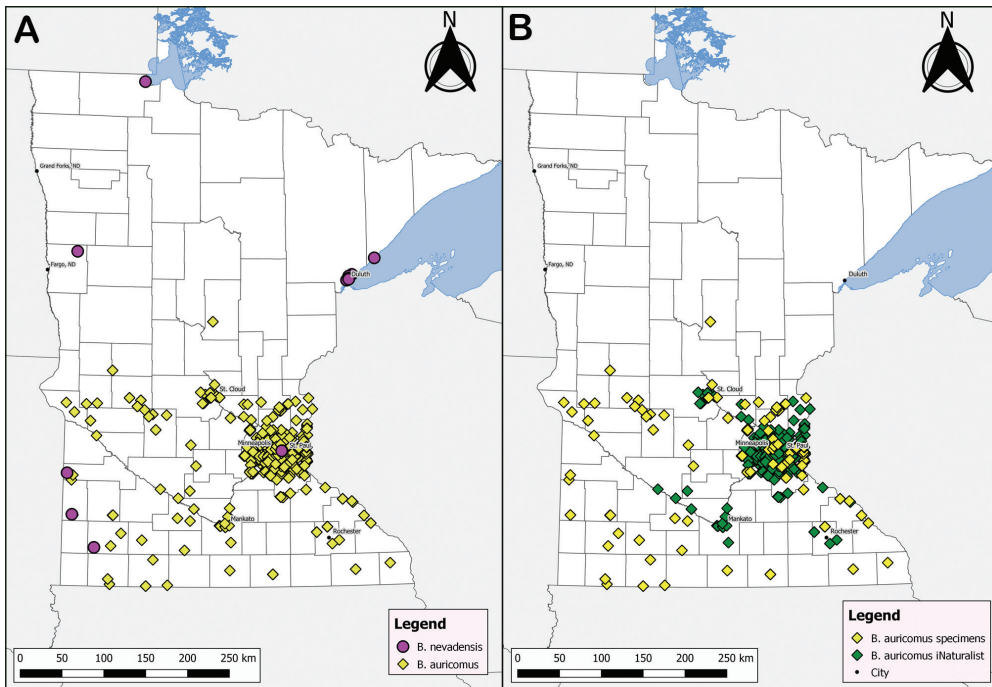 A
N
Grand Forks, ND
Fargo, ND
Duluth
St. Cloud
Minneapolis
St. Paul
Mankato
Rochester
Legend
B. nevadensis
B. auricomus
0 50 100 150 200 250 km
B
N
Grand Forks, ND
Fargo, ND
Duluth
St. Cloud
Minneapolis
St. Paul
Mankato
Rochester
Legend
B. auricomus specimens
B. auricomus iNaturalist
City
0 50 100 150 200 250 km